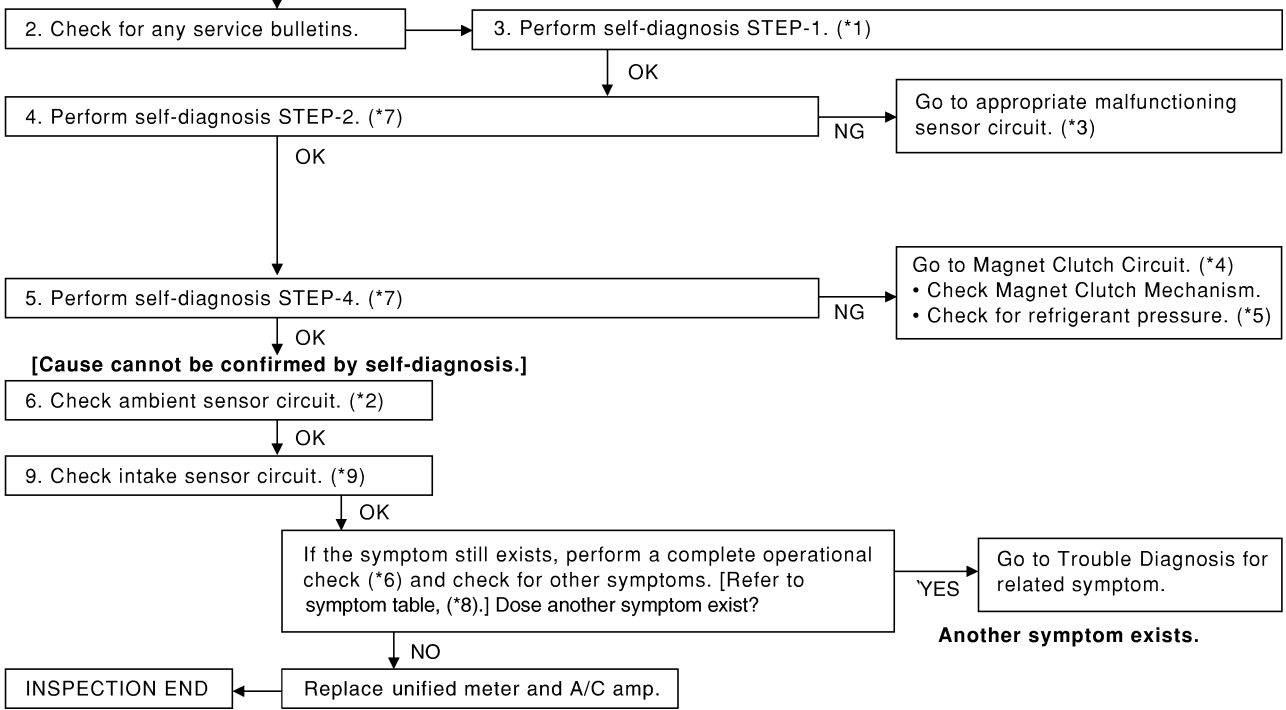 2. Check for any service bulletins.
3. Perform self-diagnosis STEP-1. (*1)
OK
4. Perform self-diagnosis STEP-2. (*7)
NG
Go to appropriate malfunctioning
sensor circuit. (*3)
OK
5. Perform self-diagnosis STEP-4. (*7)
NG
Go to Magnet Clutch Circuit. (*4)
• Check Magnet Clutch Mechanism.
• Check for refrigerant pressure. (*5)
OK
[Cause cannot be confirmed by self-diagnosis.]
6. Check ambient sensor circuit. (*2)
OK
9. Check intake sensor circuit. (*9)
OK
If the symptom still exists, perform a complete operational
check (*6) and check for other symptoms. [Refer to
symptom table, (*8).] Dose another symptom exist?
YES
Go to Trouble Diagnosis for
related symptom.
Another symptom exists.
NO
Replace unified meter and A/C amp.
INSPECTION END